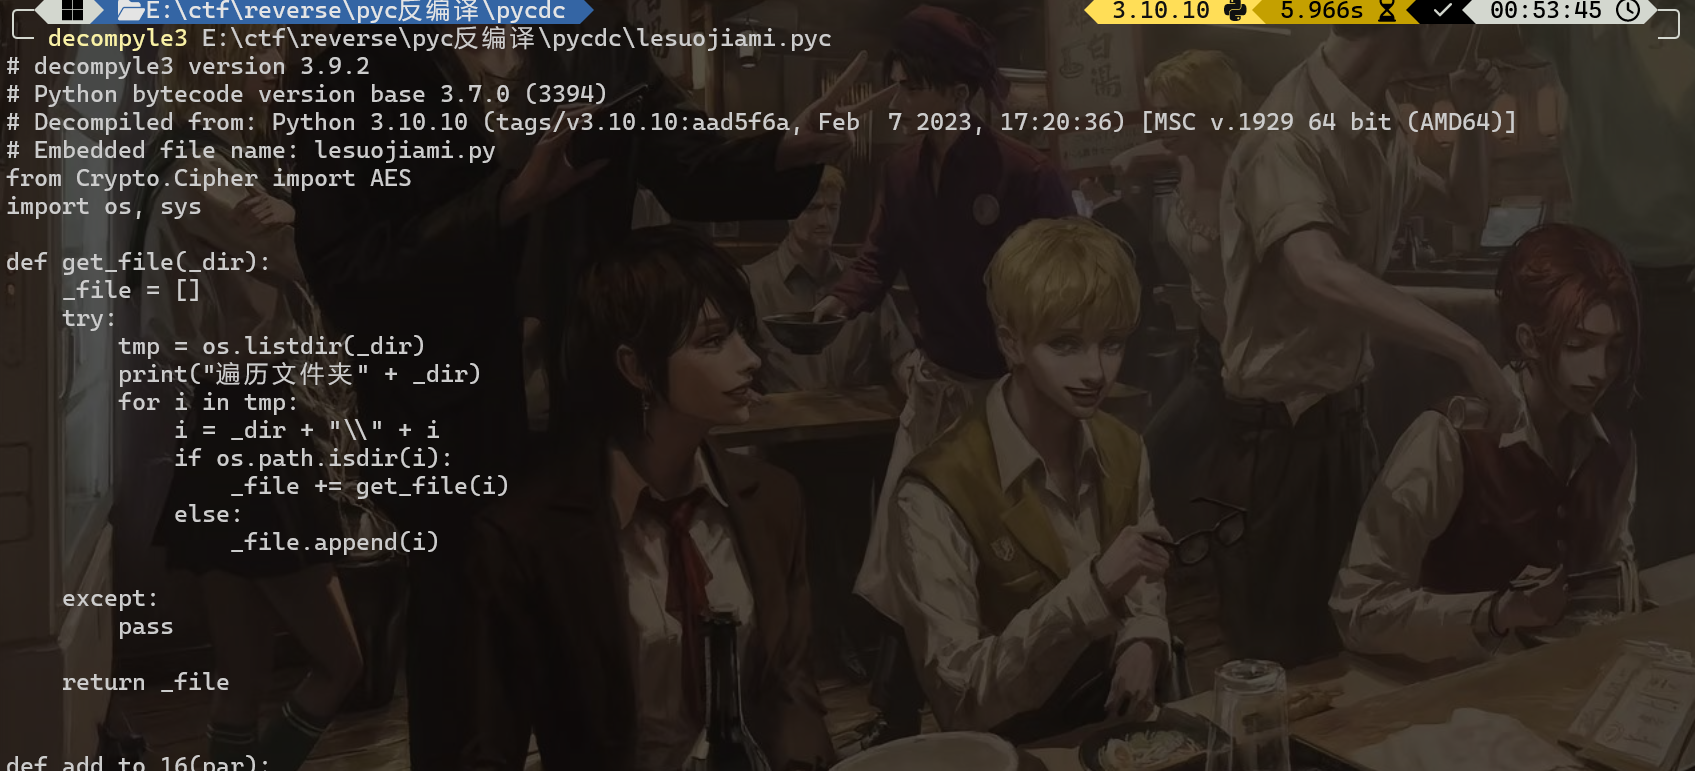 E:\ctf\reverse\pyc反编译\pycdc 3.10.10 5.966s 00:53:45
decompyle3 E:\ctf\reverse\pyc反编译\pycdc\lesuojiami.pyc
# decompyle3 version 3.9.2
# Python bytecode version base 3.7.0 (3394)
# Decompiled from: Python 3.10.10 (tags/v3.10.10:aad5f6a, Feb  7 2023, 17:20:36) [MSC v.1929 64 bit (AMD64)]
# Embedded file name: lesuojiami.py
from Crypto.Cipher import AES
import os, sys

def get_file(_dir):
    _file = []
    try:
        tmp = os.listdir(_dir)
        print("遍历文件夹" + _dir)
        for i in tmp:
            i = _dir + "\\" + i
            if os.path.isdir(i):
                _file += get_file(i)
            else:
                _file.append(i)

    except:
        pass

    return _file


def add_to_16(par):